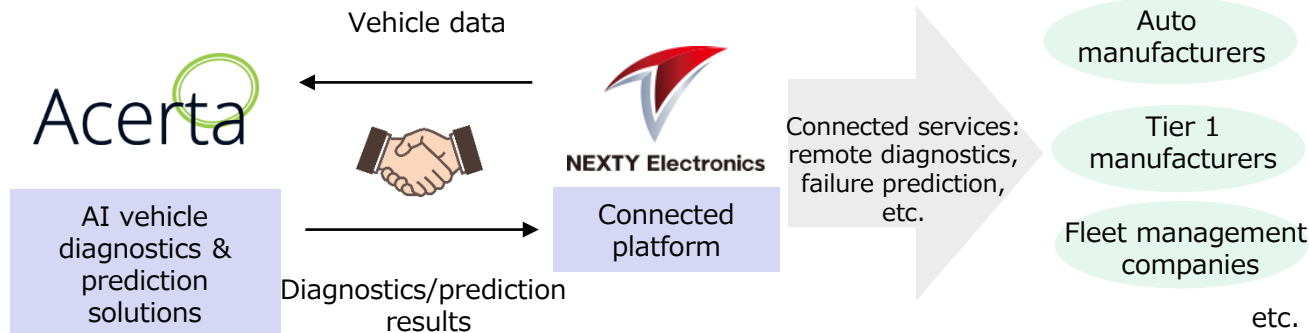 Vehicle data
Acerta
NEXTY Electronics
AI vehicle
diagnostics &
prediction
solutions
Connected
platform
Diagnostics/prediction
results
Connected services:
remote diagnostics,
failure prediction,
etc.
Auto
manufacturers
Tier 1
manufacturers
Fleet management
companies
etc.